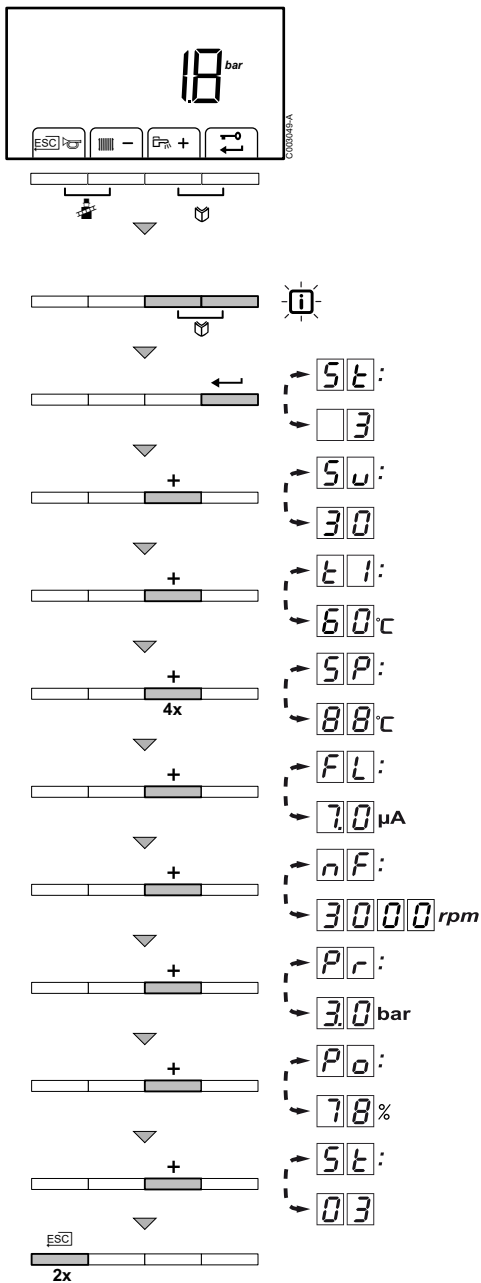 1.8 bar
ESC - +
C003049-A
i
St:
3
+
Su:
30
+
t1:
60°C
+
4x
SP:
88°C
+
FL:
7.0 µA
+
nF:
3000 rpm
+
Pr:
3.0 bar
+
Po:
78%
+
St:
03
ESC
2x